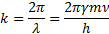 k = 2π/λ = 2πγmv/h